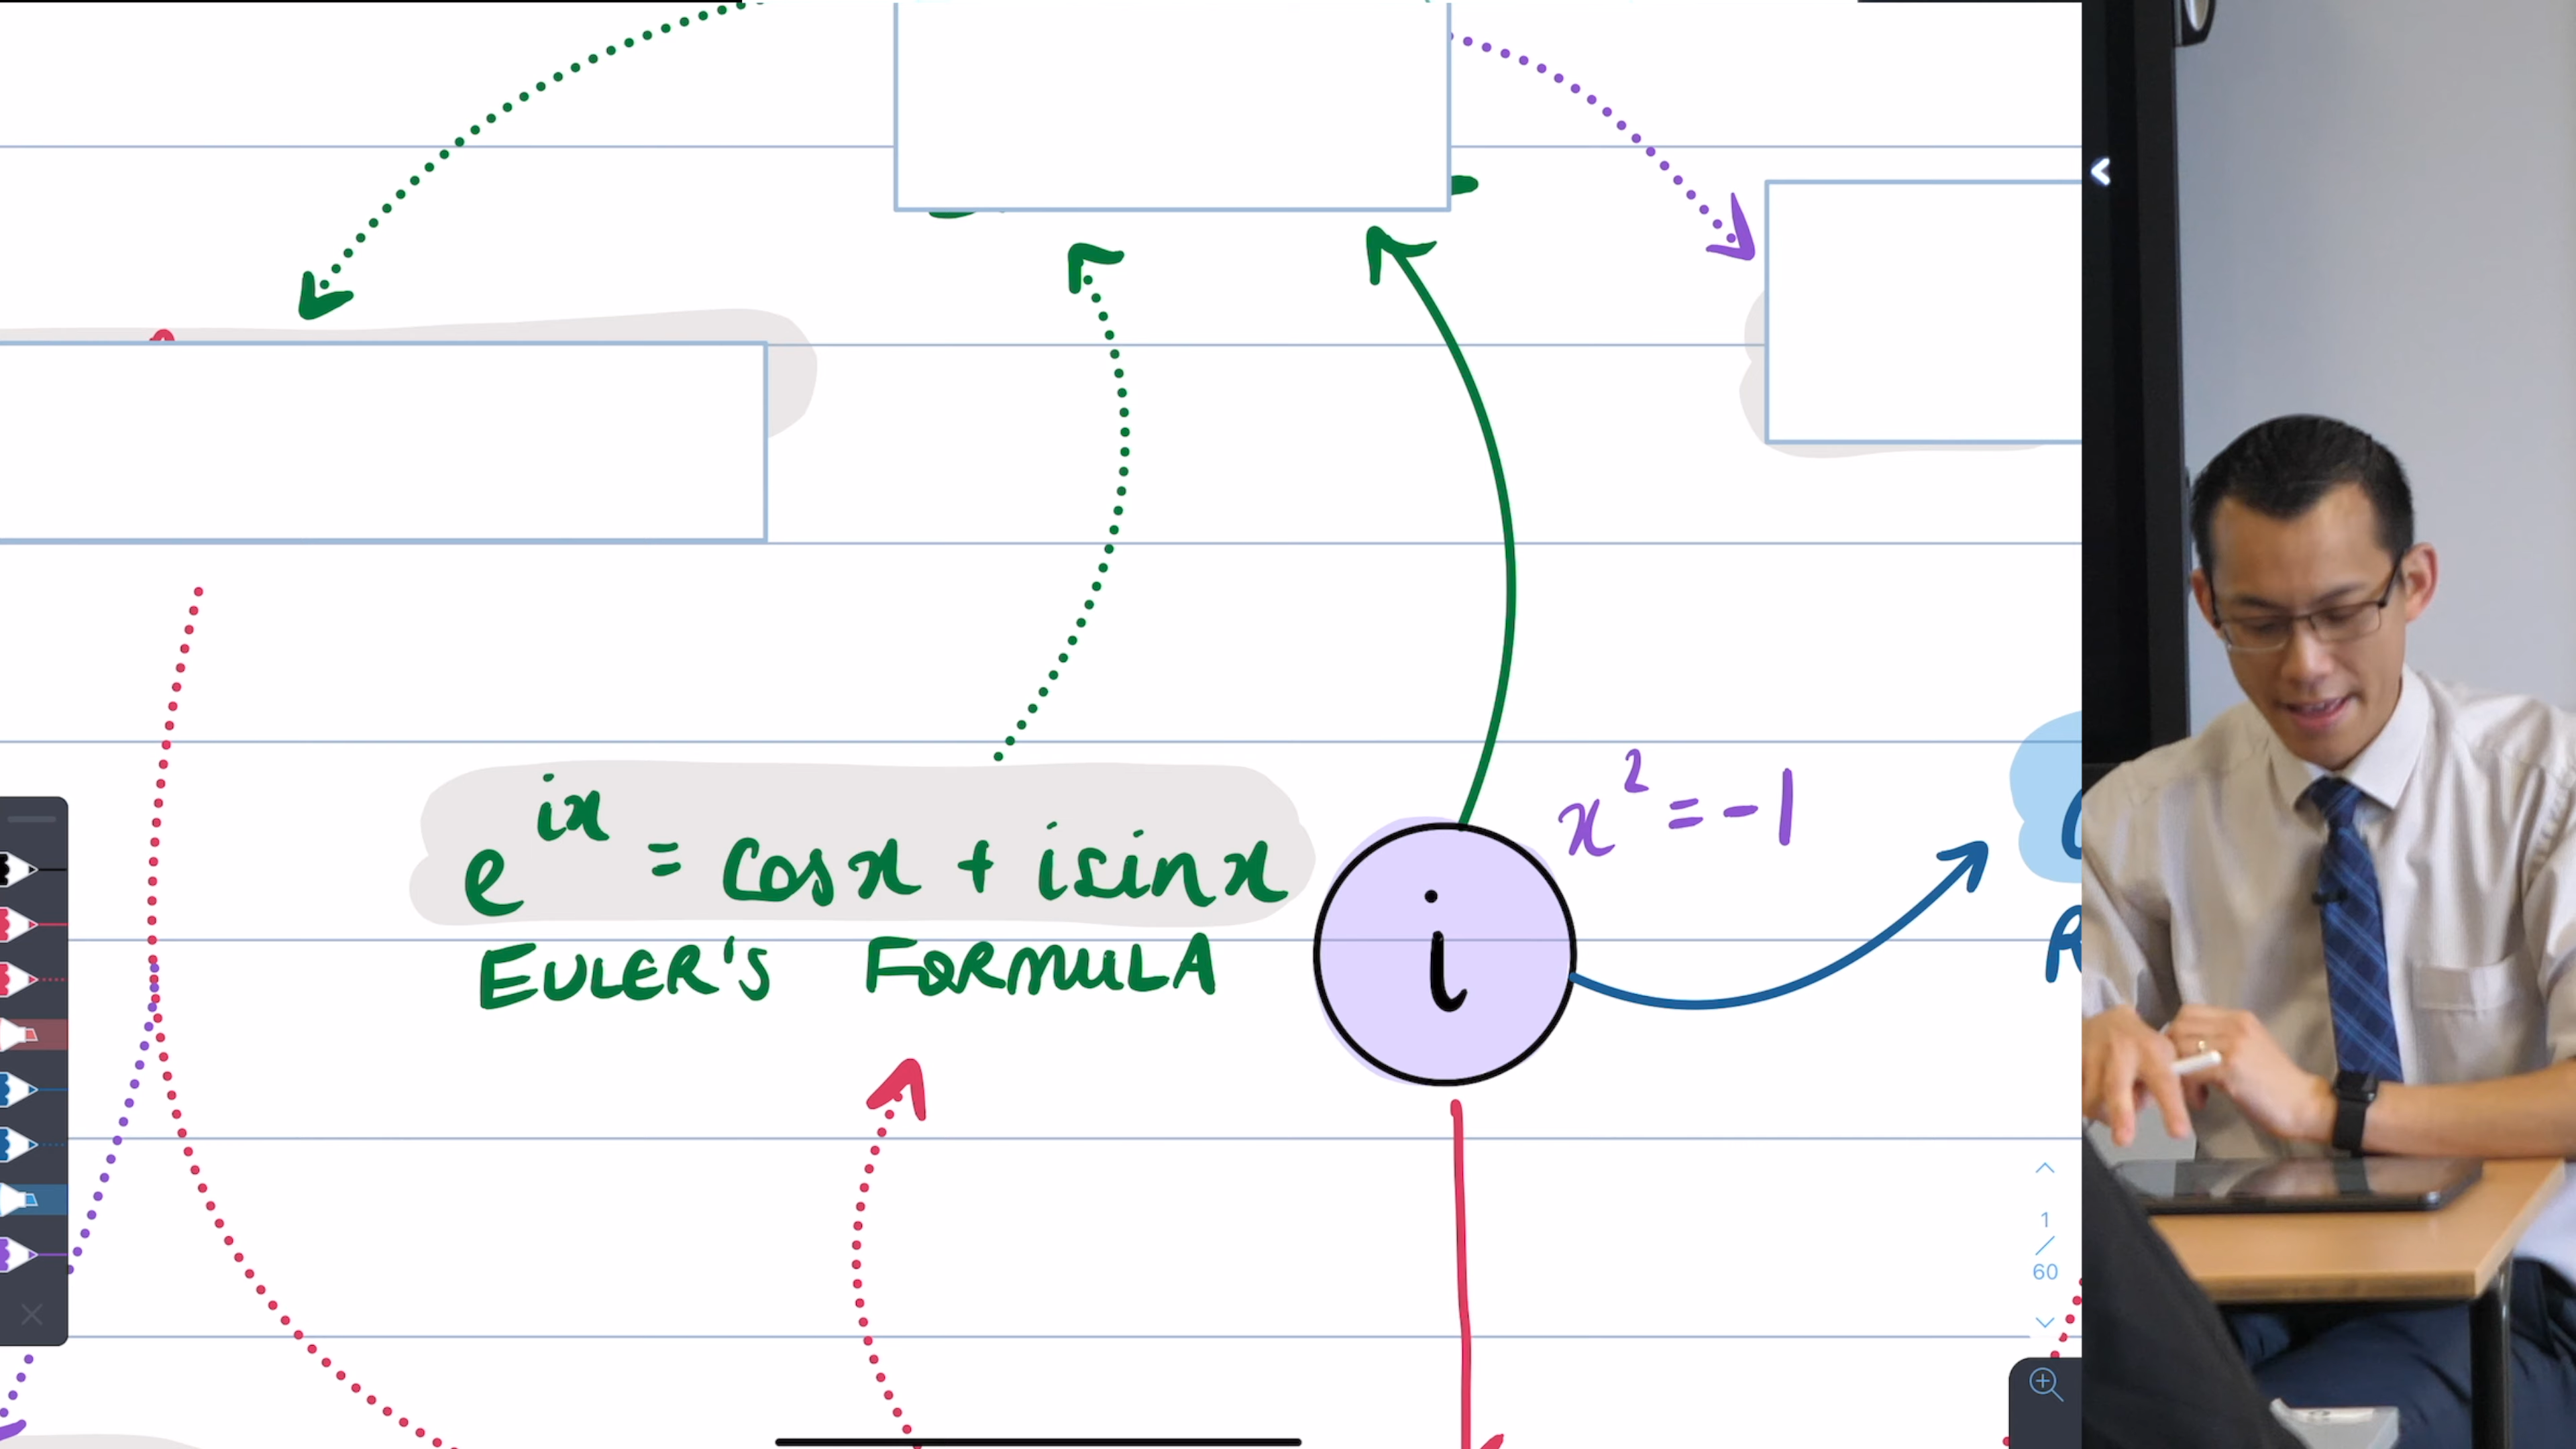 x² = -1
e^{ix} = cos x + i sin x
i
EULER'S FORMULA
1
/
60